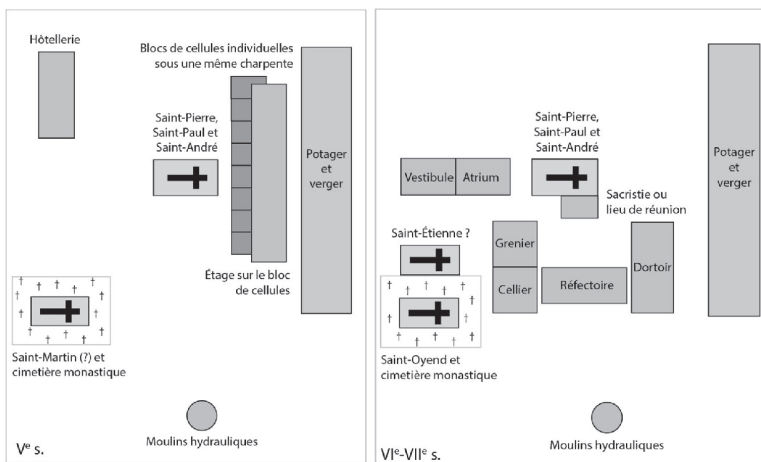 Hôtellerie
Blocs de cellules individuelles
sous une même charpente
Saint-Pierre,
Saint-Paul et
Saint-André
Potager
et
verger
Étage sur le bloc
de cellules
Saint-Martin (?) et
cimetière monastique
Moulins hydrauliques
Vᵉ s.
Saint-Pierre,
Saint-Paul et
Saint-André
Vestibule
Atrium
Sacristie ou
lieu de réunion
Potager
et
verger
Saint-Étienne ?
Grenier
Cellier
Réfectoire
Dortoir
Saint-Oyend et
cimetière monastique
Moulins hydrauliques
VIᵉ-VIIᵉ s.